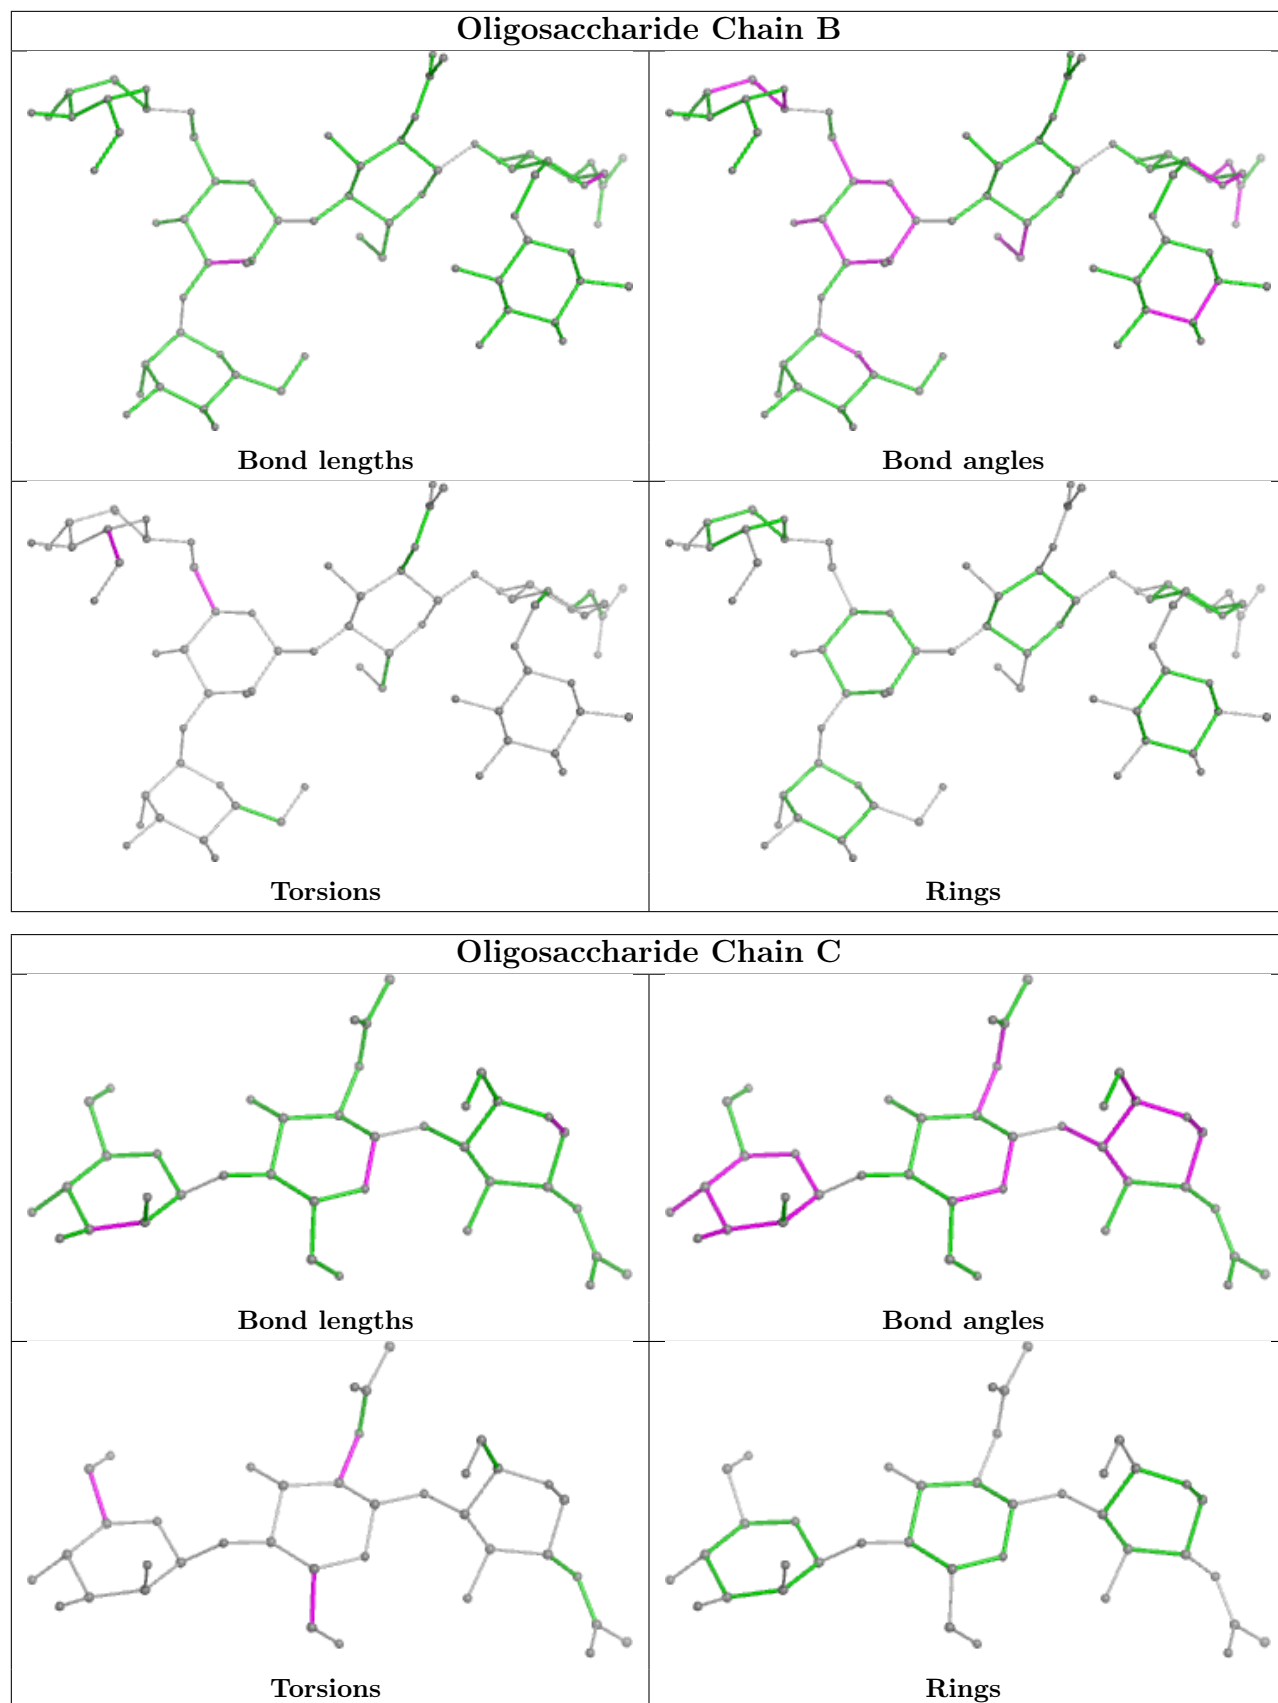 Oligosaccharide Chain B
Bond lengths
Bond angles
Torsions
Rings
Oligosaccharide Chain C
Bond lengths
Bond angles
Torsions
Rings